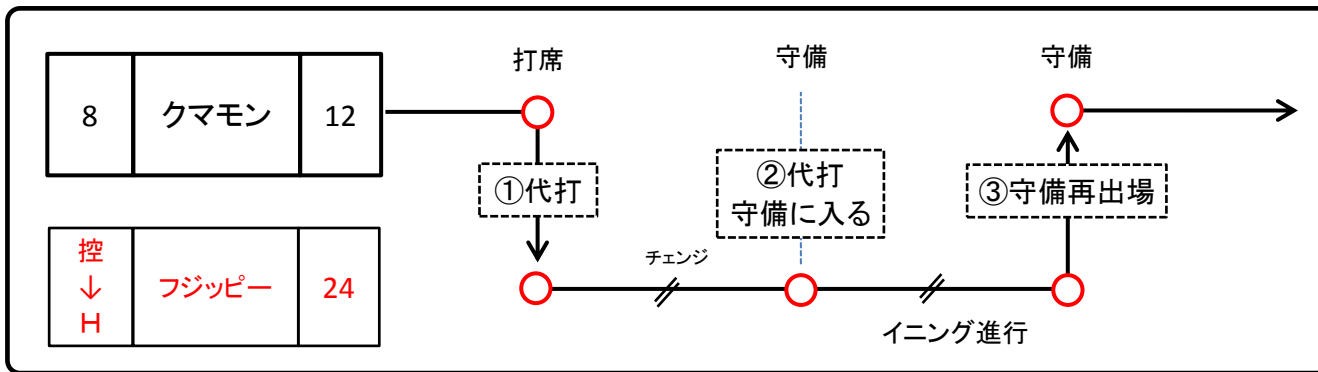 打席
守備
守備
8 クマモン 12
①代打
②代打
守備に入る
③守備再出場
控
↓
H
フジッピー 24
チェンジ
イニング進行